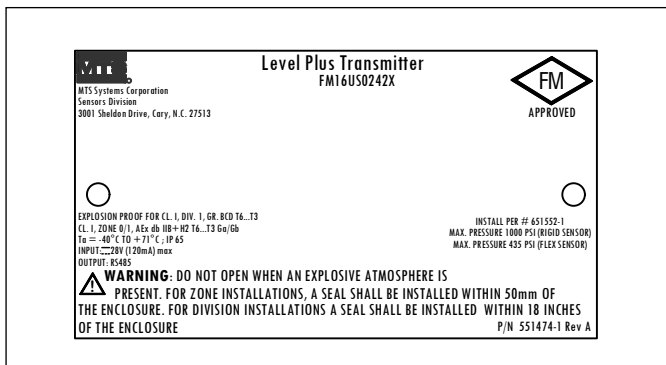 MTS
Level Plus Transmitter
FM16US0242X
MTS Systems Corporation
Sensors Division
3001 Sheldon Drive, Cary, N.C. 27513
FM
APPROVED
EXPLOSION PROOF FOR CL. I, DIV. 1, GR. BCD T6...T3
CL. I, ZONE 0/1, AEx db IIB+H2 T6...T3 Ga/Gb
Ta = -40°C TO +71°C ; IP 65
INPUT: ⎓28V (120mA) max
OUTPUT: RS485
INSTALL PER # 651552-1
MAX. PRESSURE 1000 PSI (RIGID SENSOR)
MAX. PRESSURE 435 PSI (FLEX SENSOR)
WARNING: DO NOT OPEN WHEN AN EXPLOSIVE ATMOSPHERE IS
PRESENT. FOR ZONE INSTALLATIONS, A SEAL SHALL BE INSTALLED WITHIN 50mm OF
THE ENCLOSURE. FOR DIVISION INSTALLATIONS A SEAL SHALL BE INSTALLED WITHIN 18 INCHES
OF THE ENCLOSURE
P/N 551474-1 Rev A